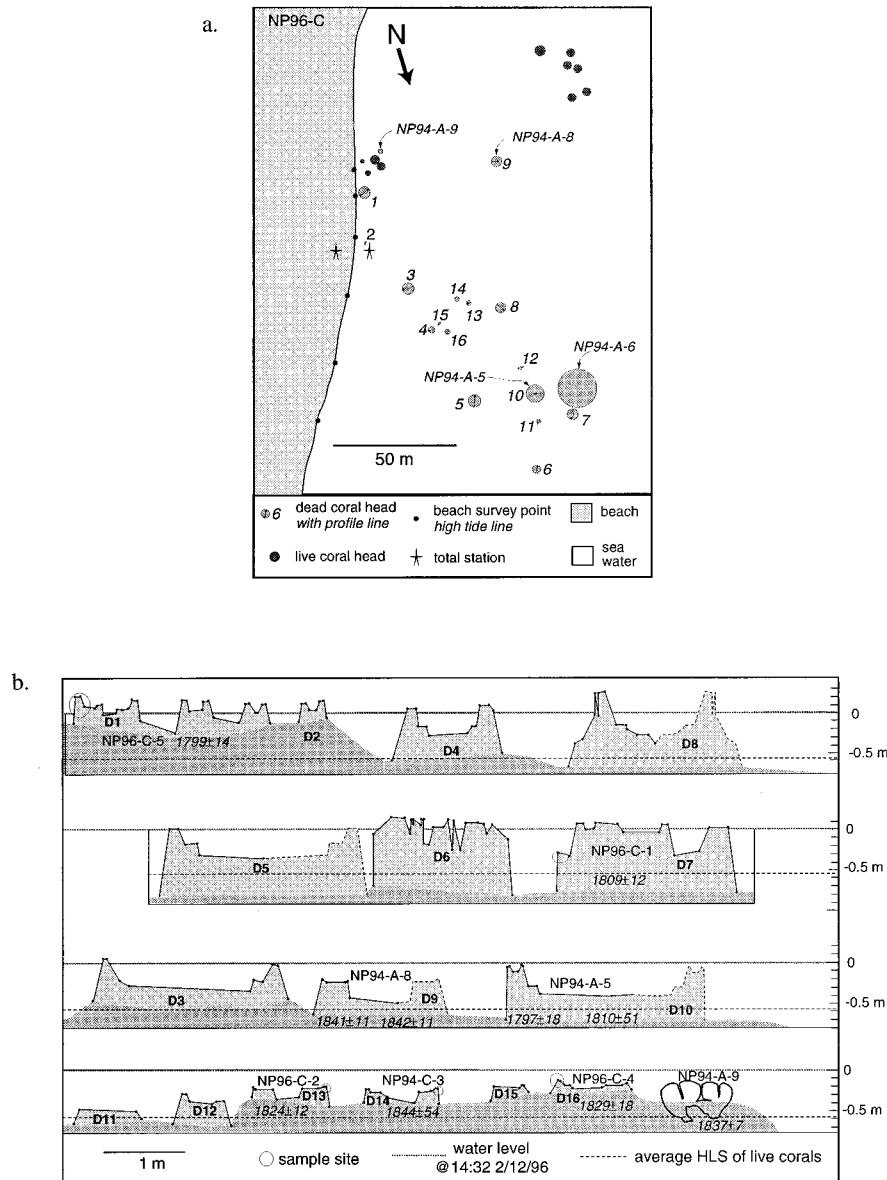 a.
NP96-C
N
NP94-A-9
NP94-A-8
9
1
2
3
14
13
8
15
4
16
12
NP94-A-6
NP94-A-5
10
5
7
11
6
50 m
6 dead coral head
with profile line
beach survey point
high tide line
beach
live coral head
total station
sea
water
b.
D1
NP96-C-5 1799±14
D2
D4
D8
0
-0.5 m
D5
D6
NP96-C-1
1809±12
D7
0
-0.5 m
D3
NP94-A-8
D9
1841±11 1842±11
NP94-A-5
1797±18 1810±51
D10
0
-0.5 m
D11
D12
NP96-C-2
D13
1824±12
NP94-C-3
D14
1844±54
D15
NP96-C-4
D16
1829±18
NP94-A-9
1837±7
0
-0.5 m
1 m
sample site
water level
@14:32 2/12/96
average HLS of live corals